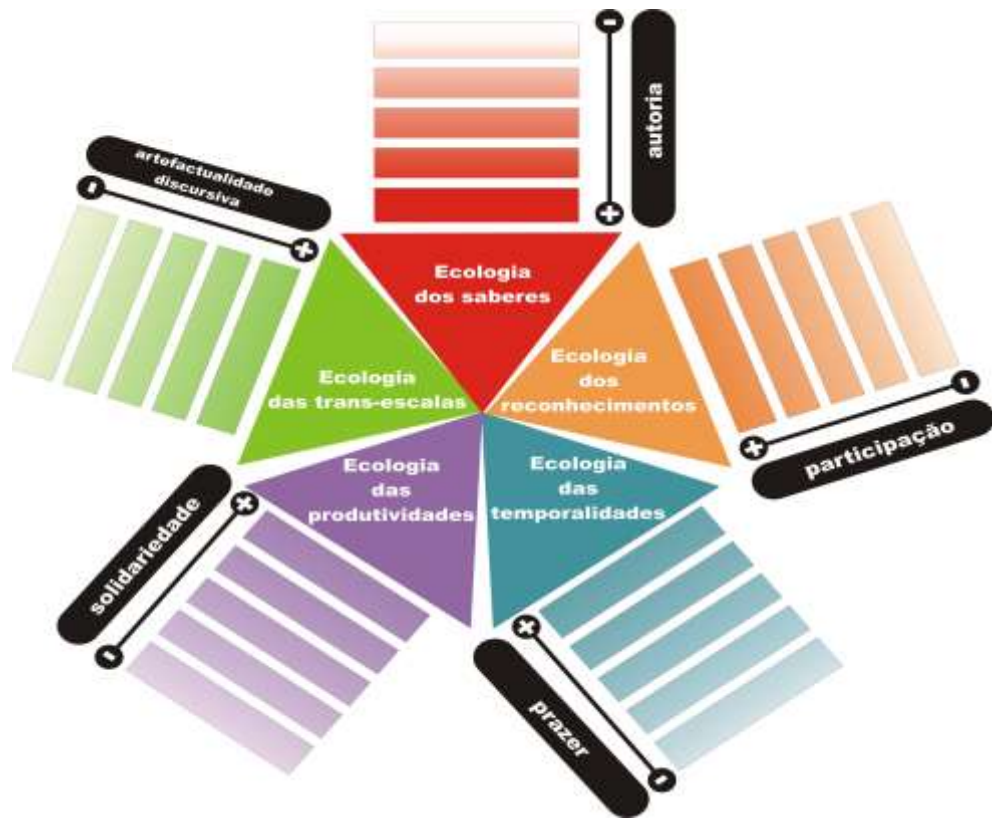 autoria
artefactualidade
discursiva
Ecologia
dos saberes
Ecologia
dos
reconhecimentos
Ecologia
das trans-escalas
participação
Ecologia
das
produtividades
Ecologia
das
temporalidades
solidariedade
prazer